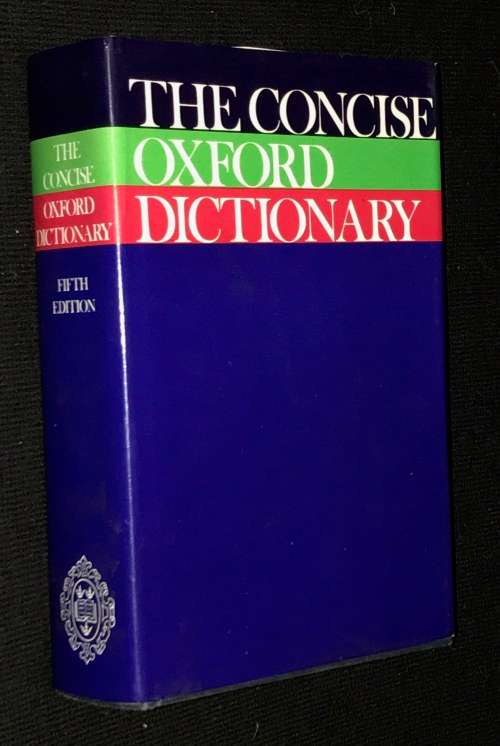 THE CONCISE
OXFORD
DICTIONARY
THE
CONCISE
OXFORD
DICTIONARY
FIFTH
EDITION